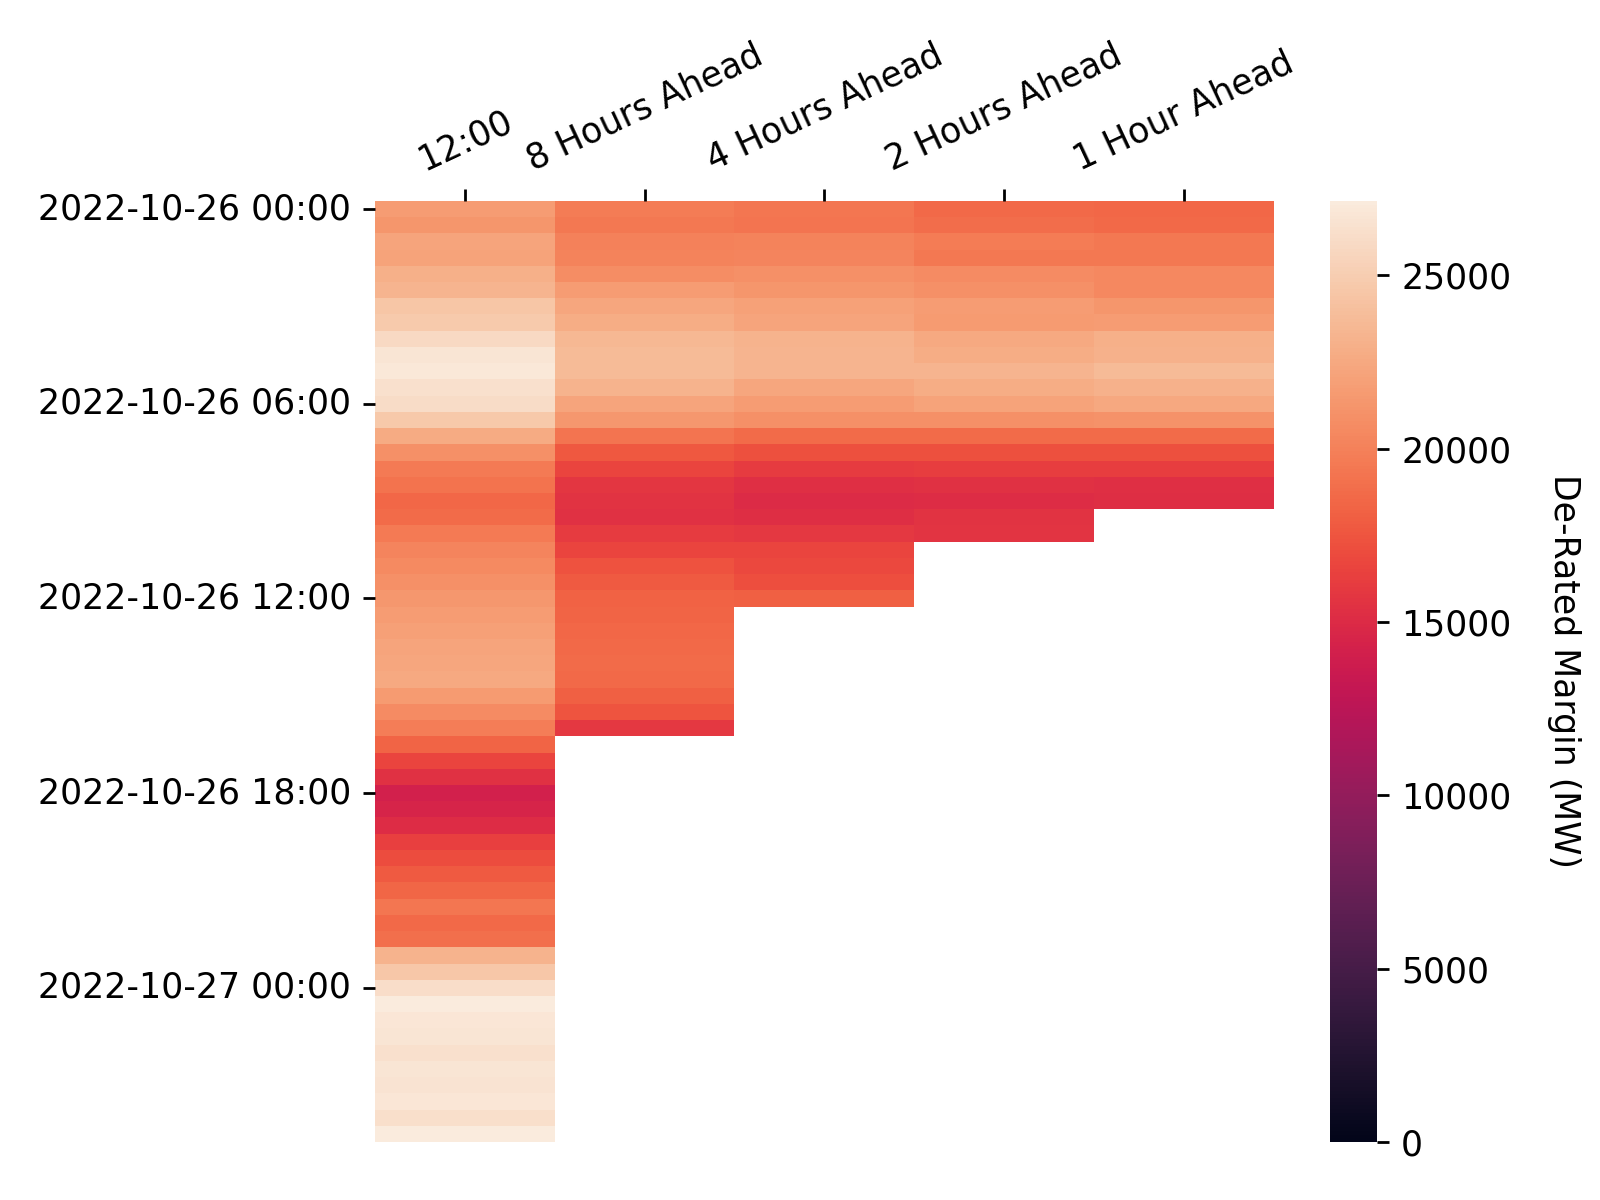 12:00
8 Hours Ahead
4 Hours Ahead
2 Hours Ahead
1 Hour Ahead
2022-10-26 00:00
2022-10-26 06:00
2022-10-26 12:00
2022-10-26 18:00
2022-10-27 00:00
25000
20000
15000
10000
5000
0
De-Rated Margin (MW)